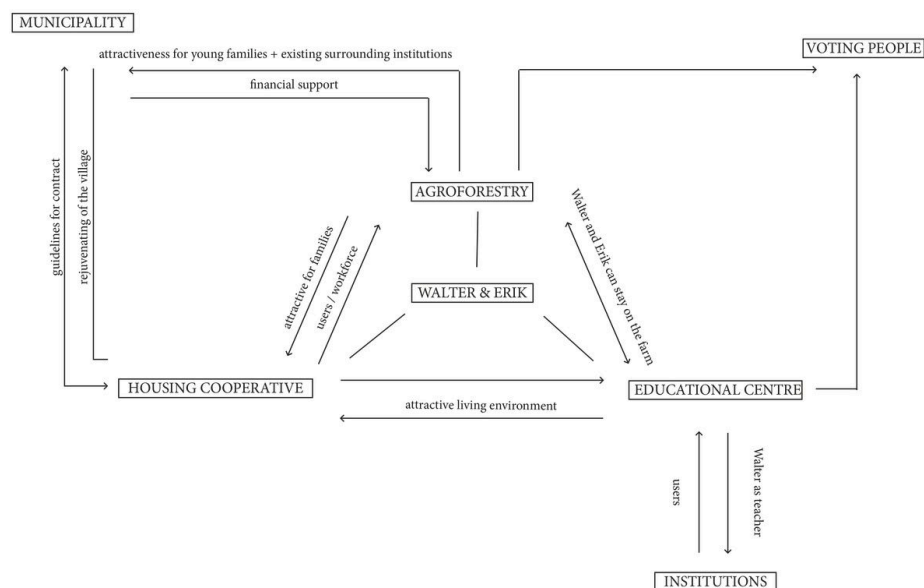 MUNICIPALITY
VOTING PEOPLE
attractiveness for young families + existing surrounding institutions
financial support
guidelines for contract
rejuvenating of the village
AGROFORESTRY
attractive for families
users / workforce
Walter and Erik can stay on the farm
WALTER & ERIK
HOUSING COOPERATIVE
EDUCATIONAL CENTRE
attractive living environment
users
Walter as teacher
INSTITUTIONS